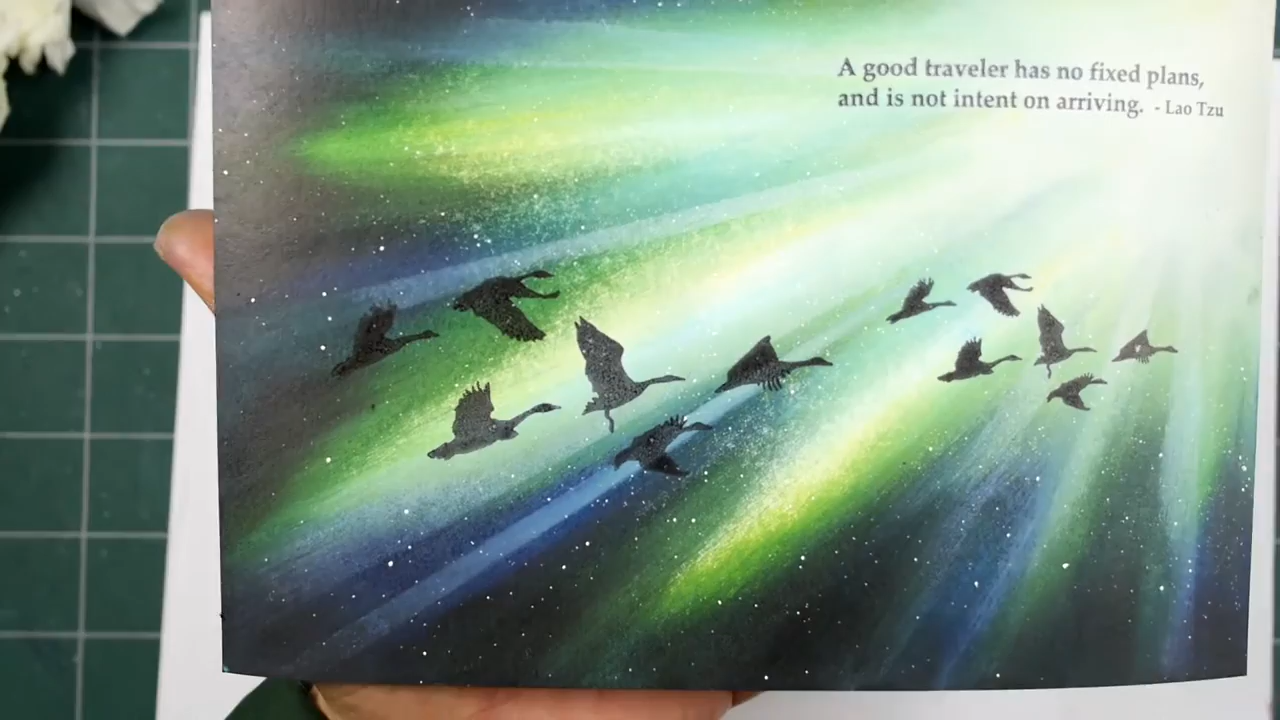 A good traveler has no fixed plans,
and is not intent on arriving. - Lao Tzu